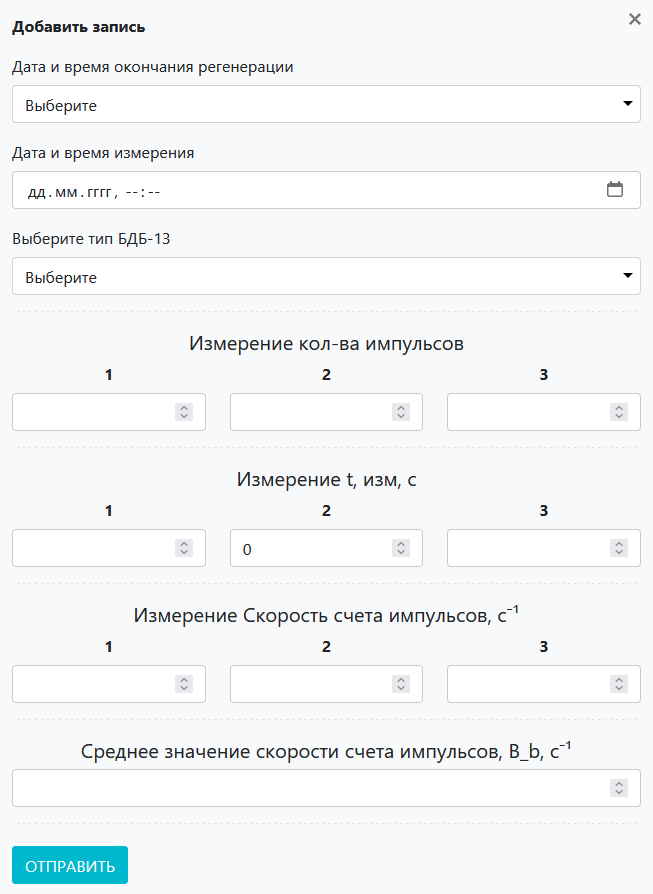 Добавить запись
Дата и время окончания регенерации
Выберите
Дата и время измерения
дд.мм.гггг, --:--
Выберите тип БДБ-13
Выберите
Измерение кол-ва импульсов
1 2 3
Измерение t, изм, с
1 2 3
0
Измерение Скорость счета импульсов, с⁻¹
1 2 3
Среднее значение скорости счета импульсов, B_b, с⁻¹
ОТПРАВИТЬ